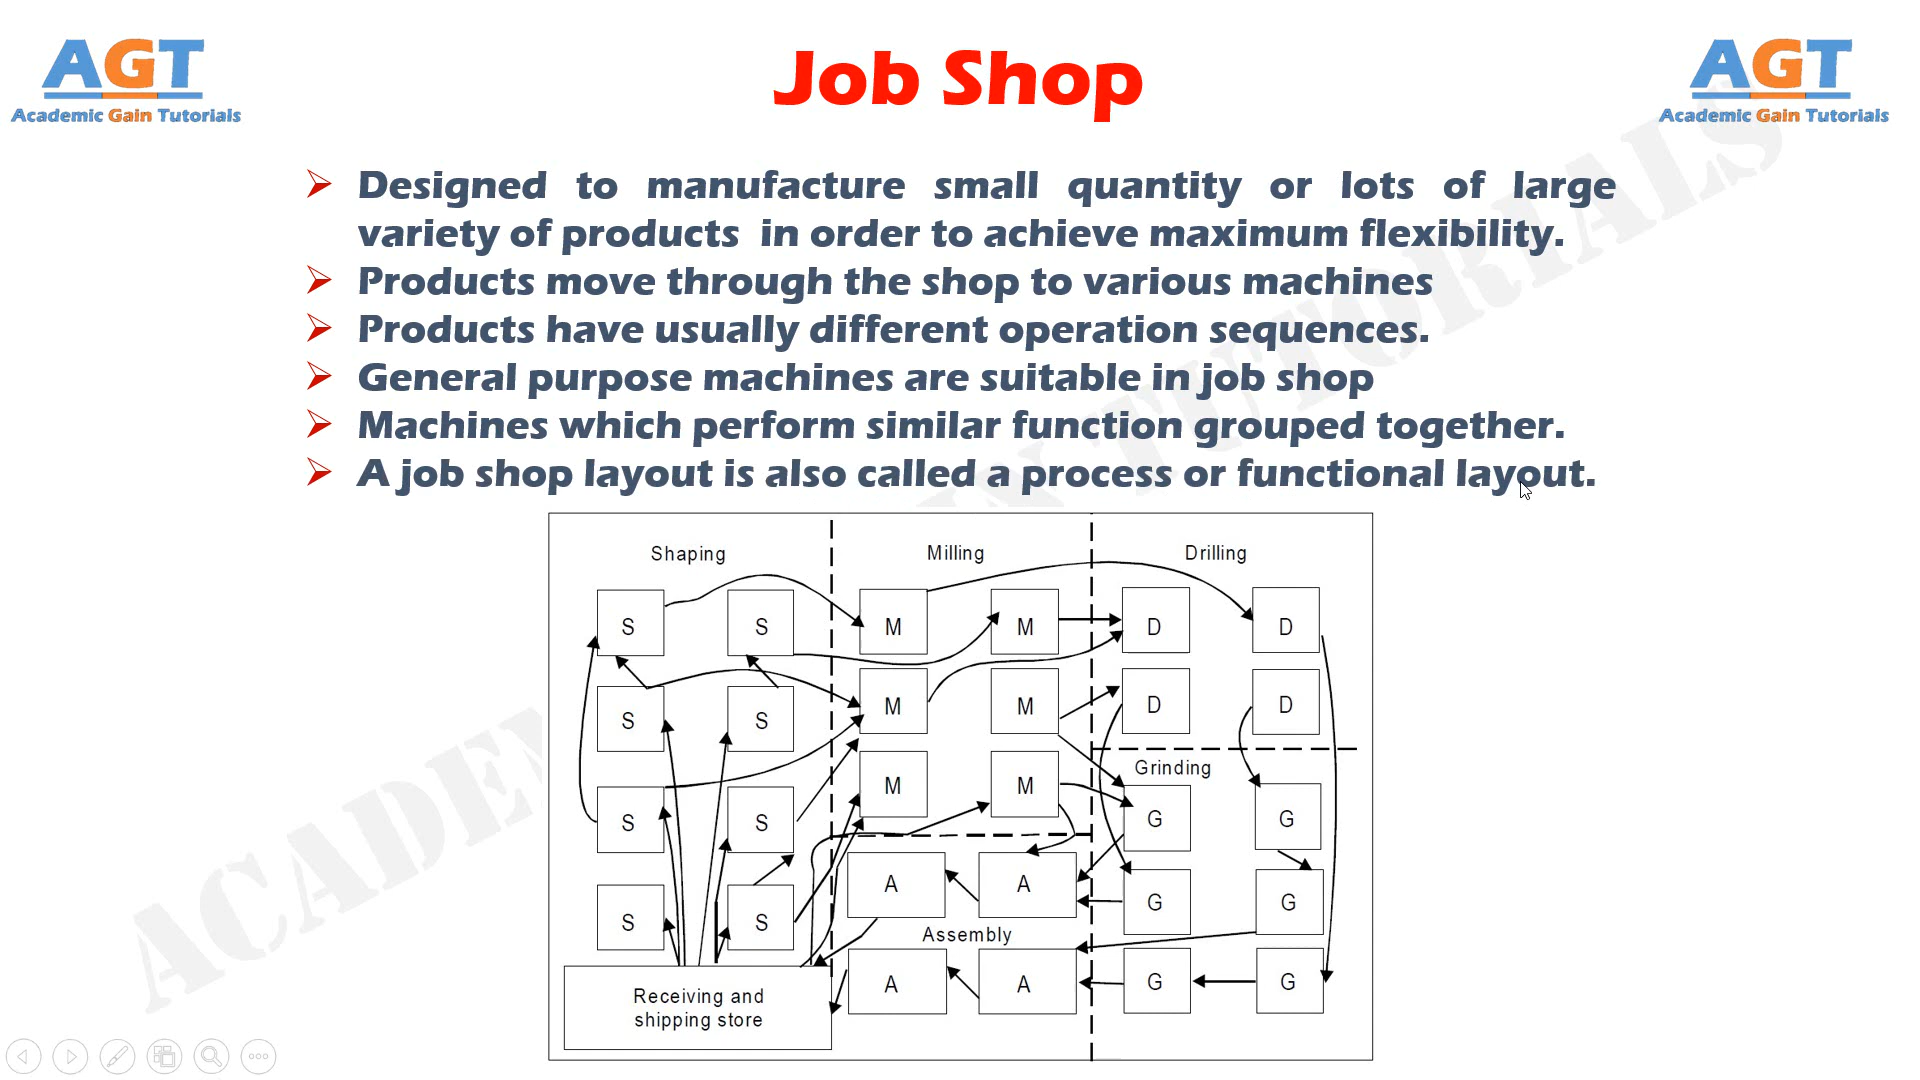 AGT
Academic Gain Tutorials
Job Shop
AGT
Academic Gain Tutorials
Designed to manufacture small quantity or lots of large
variety of products in order to achieve maximum flexibility.
Products move through the shop to various machines
Products have usually different operation sequences.
General purpose machines are suitable in job shop
Machines which perform similar function grouped together.
A job shop layout is also called a process or functional layout.
Shaping Milling Drilling
S S M M D D
S S M M D D
Grinding
S S M M G G
S S A A G G
Assembly
A A G G
Receiving and
shipping store